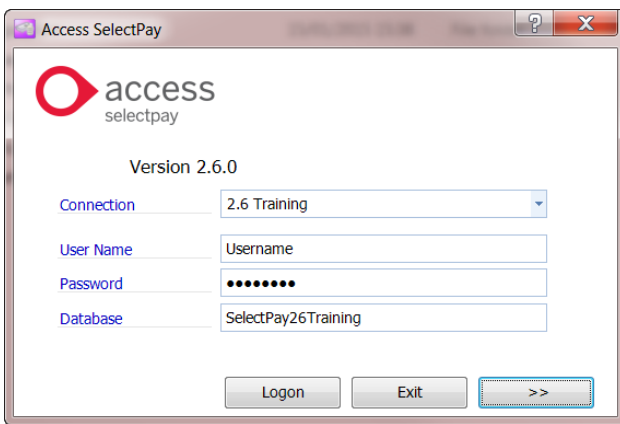 Access SelectPay
?
X
access
selectpay
Version 2.6.0
Connection 2.6 Training
User Name Username
Password ••••••••
Database SelectPay26Training
Logon Exit >>